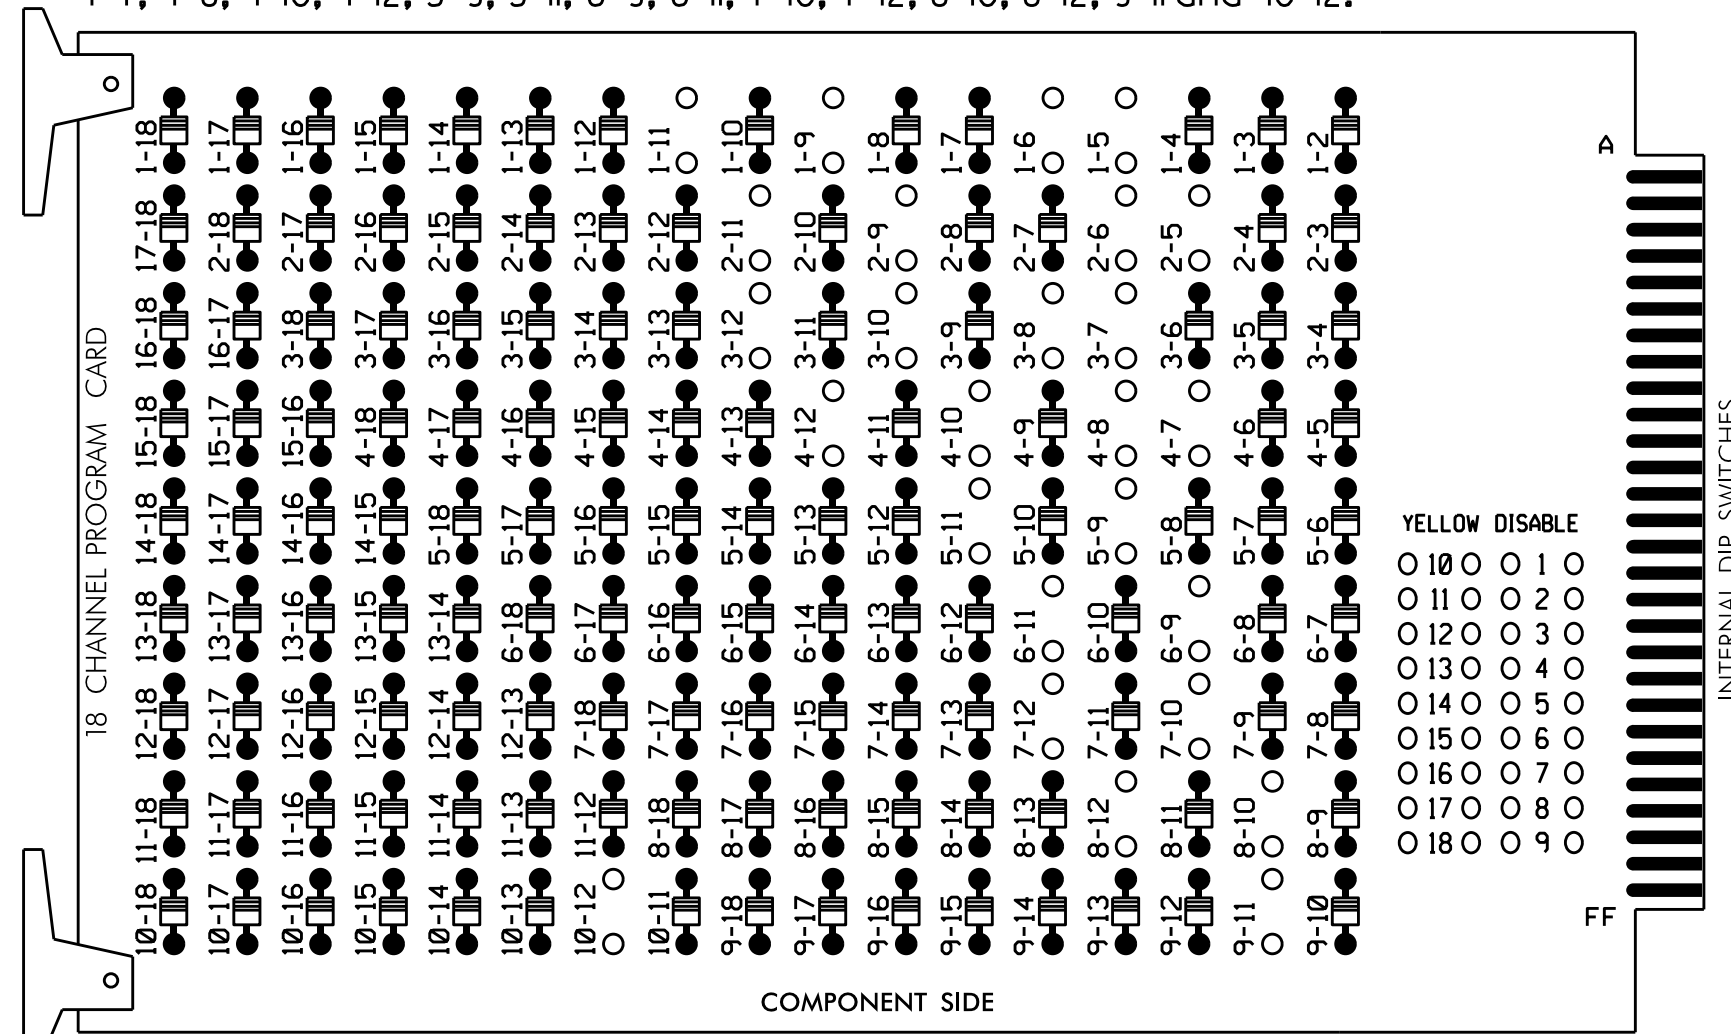 1-18 1-17 1-16 1-15 1-14 1-13 1-12 1-11 1-10 1-9 1-8 1-7 1-6 1-5 1-4 1-3 1-2
17-18 2-18 2-17 2-16 2-15 2-14 2-13 2-12 2-11 2-10 2-9 2-8 2-7 2-6 2-5 2-4 2-3
16-18 16-17 3-18 3-17 3-16 3-15 3-14 3-13 3-12 3-11 3-10 3-9 3-8 3-7 3-6 3-5 3-4
15-18 15-17 15-16 4-18 4-17 4-16 4-15 4-14 4-13 4-12 4-11 4-10 4-9 4-8 4-7 4-6 4-5
14-18 14-17 14-16 14-15 5-18 5-17 5-16 5-15 5-14 5-13 5-12 5-11 5-10 5-9 5-8 5-7 5-6
13-18 13-17 13-16 13-15 13-14 6-18 6-17 6-16 6-15 6-14 6-13 6-12 6-11 6-10 6-9 6-8 6-7
12-18 12-17 12-16 12-15 12-14 12-13 7-18 7-17 7-16 7-15 7-14 7-13 7-12 7-11 7-10 7-9 7-8
11-18 11-17 11-16 11-15 11-14 11-13 11-12 8-18 8-17 8-16 8-15 8-14 8-13 8-12 8-11 8-10 8-9
10-18 10-17 10-16 10-15 10-14 10-13 10-12 10-11 9-18 9-17 9-16 9-15 9-14 9-13 9-12 9-11 9-10
18 CHANNEL PROGRAM CARD
COMPONENT SIDE
A
YELLOW DISABLE
10 1
11 2
12 3
13 4
14 5
15 6
16 7
17 8
18 9
FF
INTERNAL DIP SWITCHES